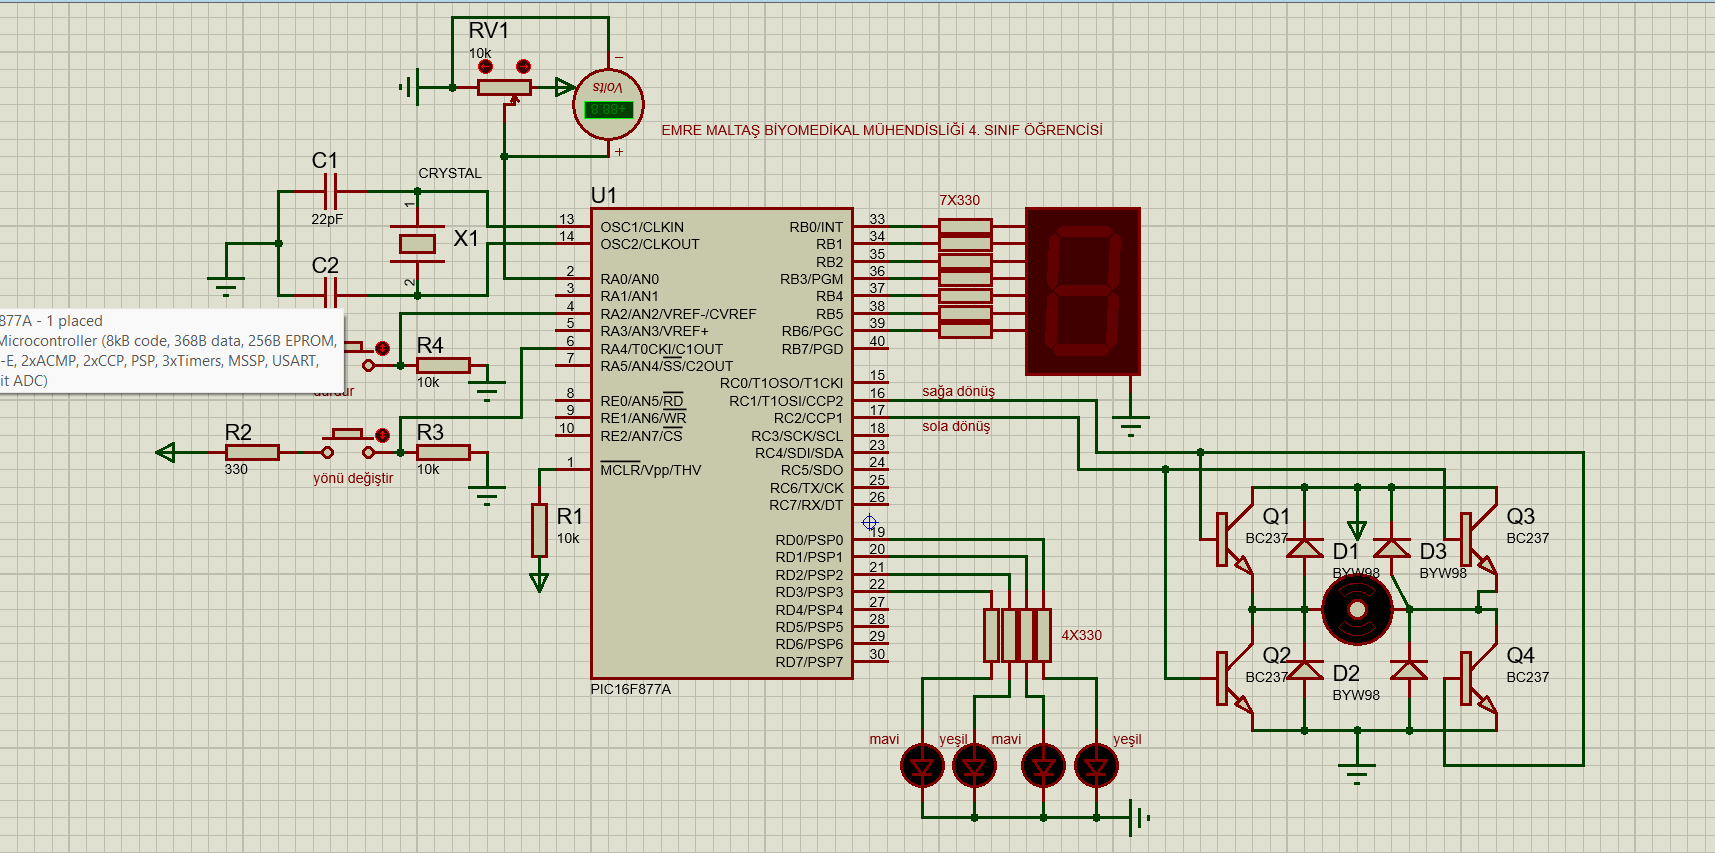 RV1
10k
Volts
+88.8
EMRE MALTAŞ BİYOMEDİKAL MÜHENDİSLİĞİ 4. SINIF ÖĞRENCİSİ
C1
22pF
CRYSTAL
1
X1
2
C2
877A - 1 placed
Microcontroller (8kB code, 368B data, 256B EPROM,
-E, 2xACMP, 2xCCP, PSP, 3xTimers, MSSP, USART,
it ADC)
R4
10k
durdur
R2
330
yönü değiştir
R3
10k
R1
10k
U1
13 OSC1/CLKIN
14 OSC2/CLKOUT
2 RA0/AN0
3 RA1/AN1
4 RA2/AN2/VREF-/CVREF
5 RA3/AN3/VREF+
6 RA4/T0CKI/C1OUT
7 RA5/AN4/SS/C2OUT
8 RE0/AN5/RD
9 RE1/AN6/WR
10 RE2/AN7/CS
1 MCLR/Vpp/THV
RB0/INT 33
RB1 34
RB2 35
RB3/PGM 36
RB4 37
RB5 38
RB6/PGC 39
RB7/PGD 40
RC0/T1OSO/T1CKI 15
RC1/T1OSI/CCP2 16
RC2/CCP1 17
RC3/SCK/SCL 18
RC4/SDI/SDA 23
RC5/SDO 24
RC6/TX/CK 25
RC7/RX/DT 26
RD0/PSP0 19
RD1/PSP1 20
RD2/PSP2 21
RD3/PSP3 22
RD4/PSP4 27
RD5/PSP5 28
RD6/PSP6 29
RD7/PSP7 30
PIC16F877A
7X330
sağa dönüş
sola dönüş
4X330
mavi
yeşil
mavi
yeşil
Q1
BC237
D1
BYW98
D3
BYW98
Q3
BC237
Q2
BC237
D2
BYW98
Q4
BC237